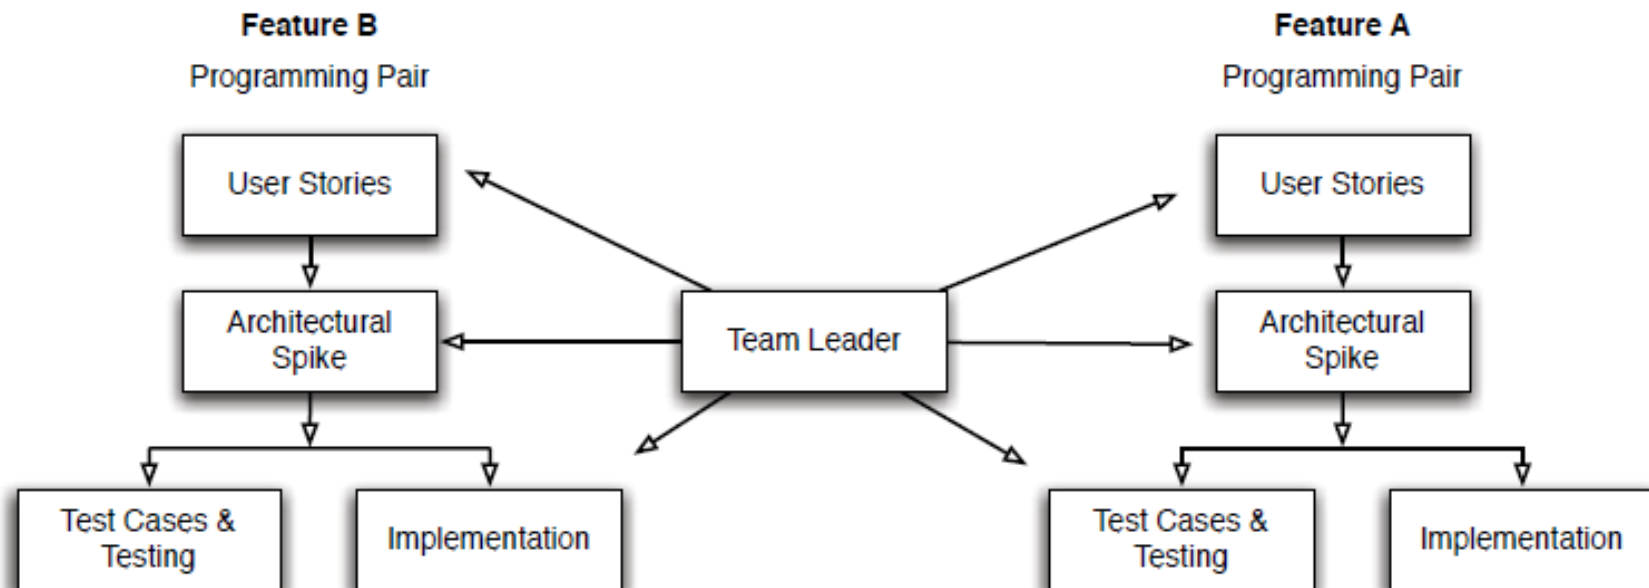 Feature B
Feature A
Programming Pair
Programming Pair
User Stories
User Stories
Architectural
Spike
Team Leader
Architectural
Spike
Test Cases &
Testing
Implementation
Test Cases &
Testing
Implementation